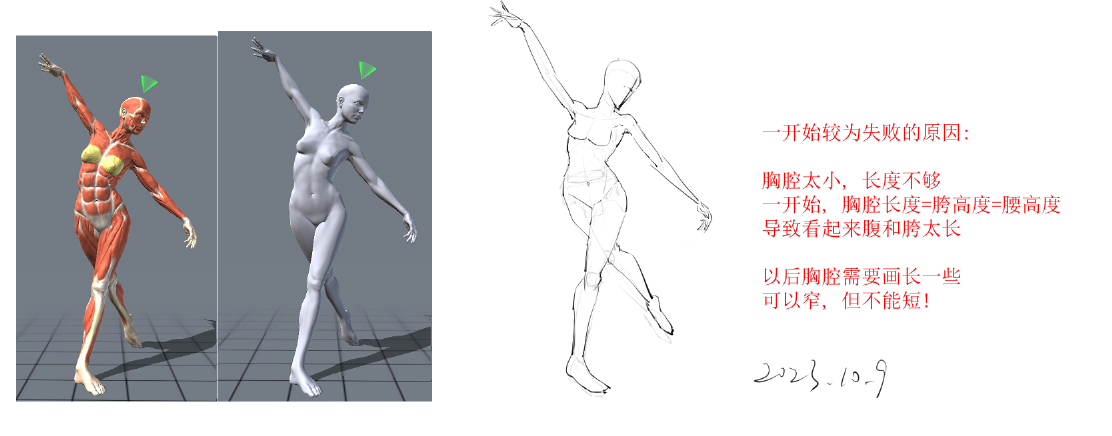 一开始较为失败的原因：
胸腔太小，长度不够
一开始，胸腔长度=胯高度=腰高度
导致看起来腹和胯太长
以后胸腔需要画长一些
可以窄，但不能短！
2023.10.9